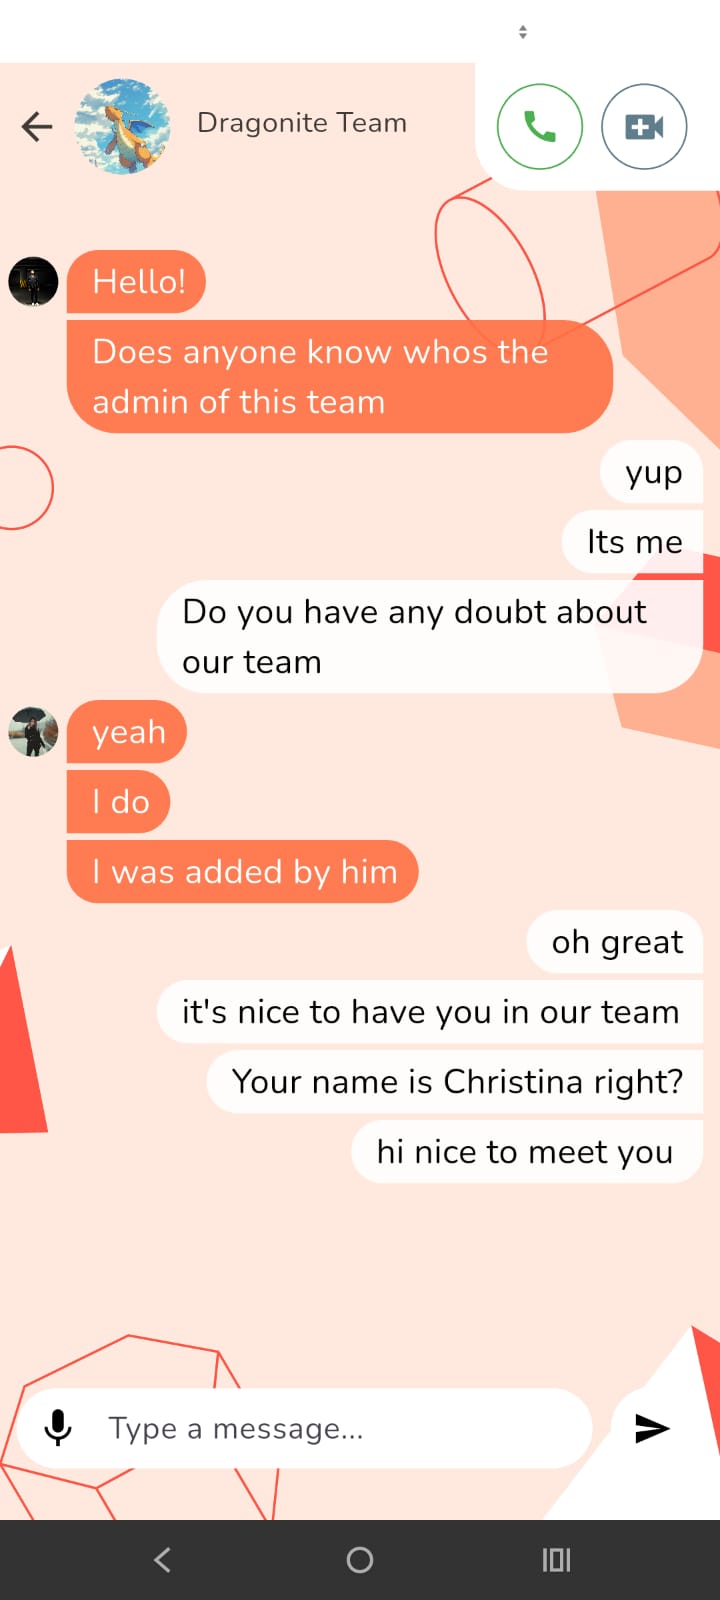 Dragonite Team
Hello!
Does anyone know whos the
admin of this team
yup
Its me
Do you have any doubt about
our team
yeah
I do
I was added by him
oh great
it's nice to have you in our team
Your name is Christina right?
hi nice to meet you
Type a message...